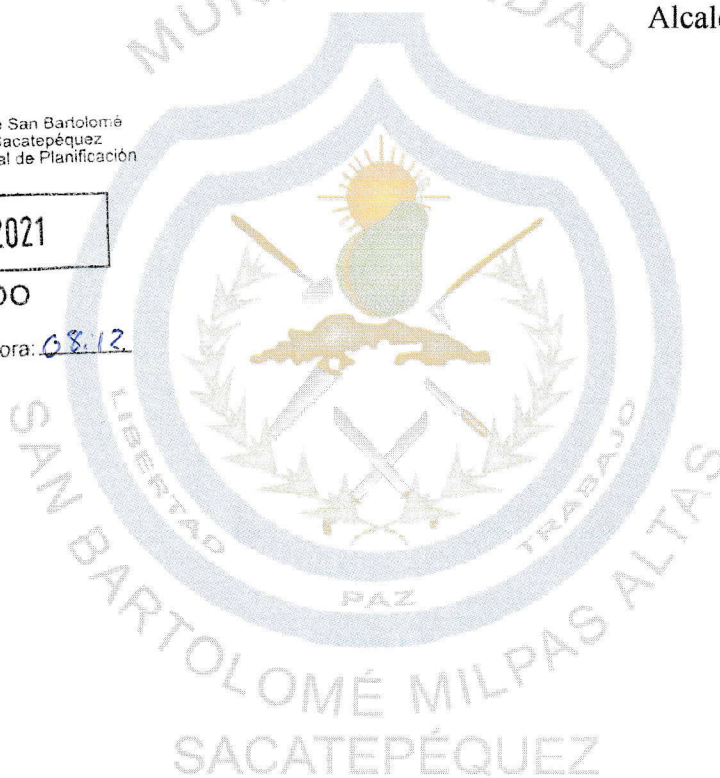 Alcal
e San Bartolomé
Sacatepéquez
al de Planificación
2021
DO
ora: 08:12
LIBERTAD
TRABAJO
PAZ
SAN BARTOLOMÉ MILPAS ALTAS
SACATEPÉQUEZ